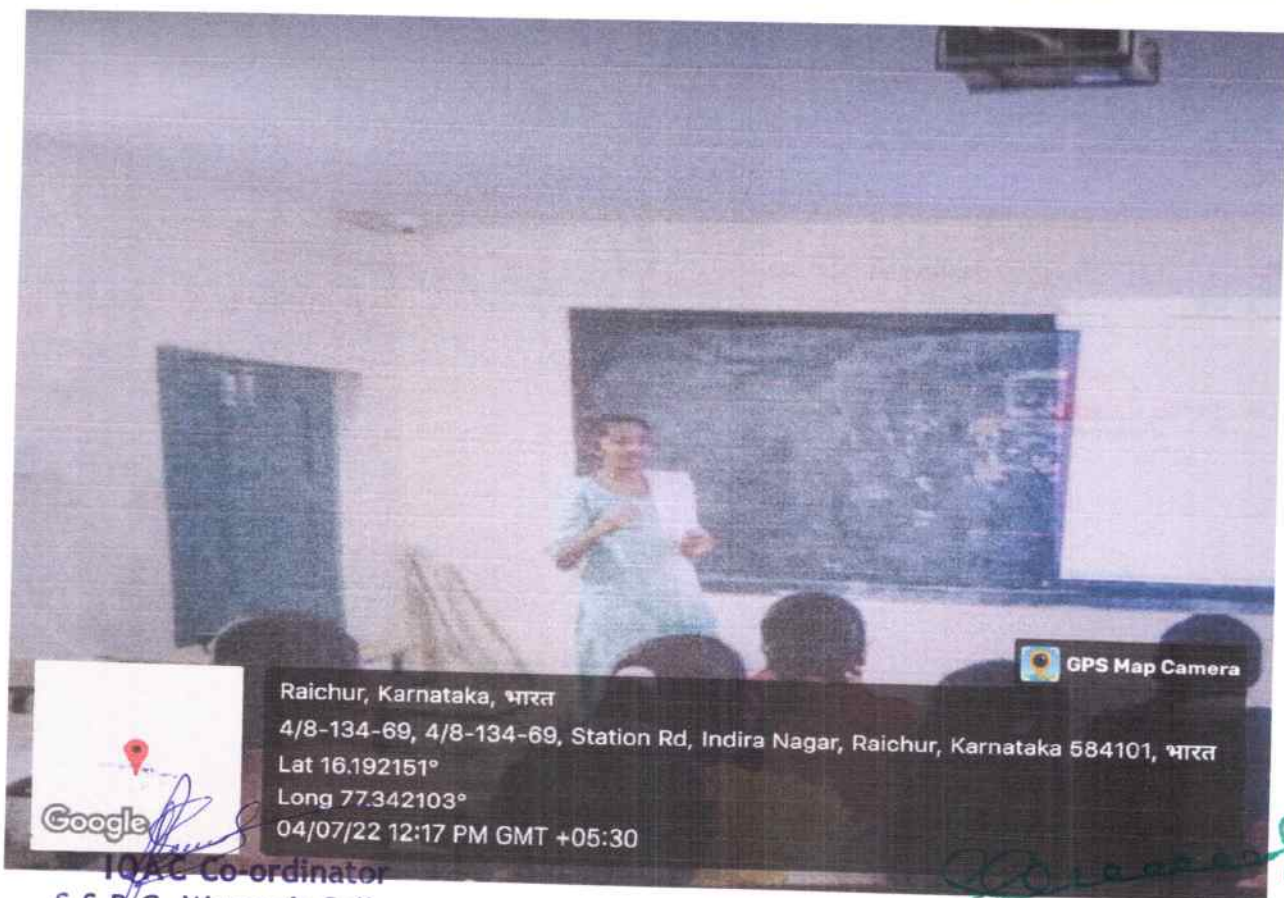 GPS Map Camera
Raichur, Karnataka, भारत
4/8-134-69, 4/8-134-69, Station Rd, Indira Nagar, Raichur, Karnataka 584101, भारत
Lat 16.192151°
Long 77.342103°
04/07/22 12:17 PM GMT +05:30
Google
IQAC Co-ordinator